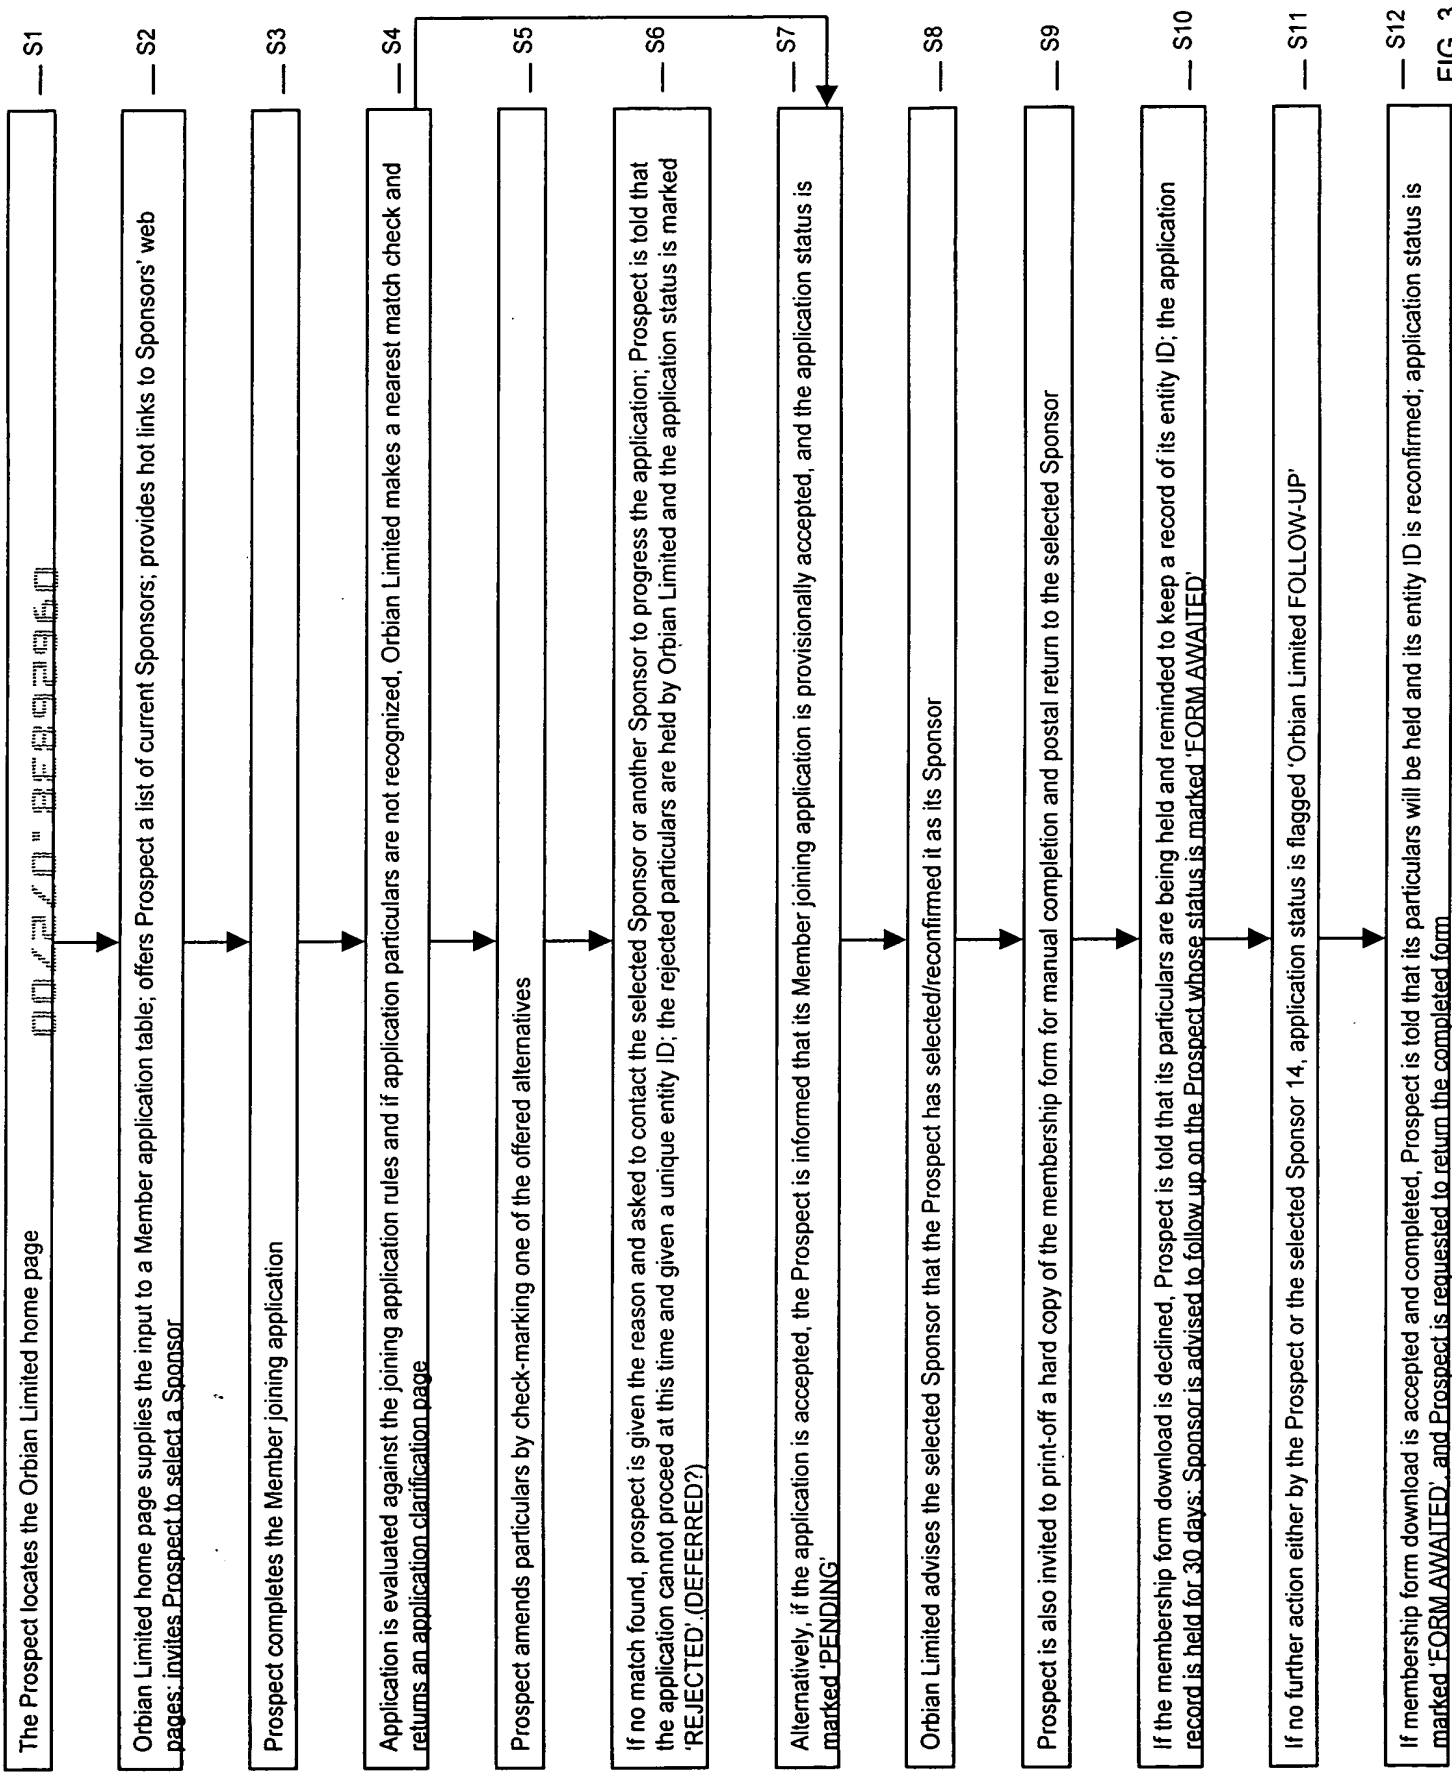 The Prospect locates the Orbian Limited home page
— S1
Orbian Limited home page supplies the input to a Member application table; offers Prospect a list of current Sponsors; provides hot links to Sponsors' web
pages; invites Prospect to select a Sponsor
— S2
Prospect completes the Member joining application
— S3
Application is evaluated against the joining application rules and if application particulars are not recognized, Orbian Limited makes a nearest match check and
returns an application clarification page
— S4
Prospect amends particulars by check-marking one of the offered alternatives
— S5
If no match found, prospect is given the reason and asked to contact the selected Sponsor or another Sponsor to progress the application; Prospect is told that
the application cannot proceed at this time and given a unique entity ID; the rejected particulars are held by Orbian Limited and the application status is marked
'REJECTED'.(DEFERRED?)
— S6
Alternatively, if the application is accepted, the Prospect is informed that its Member joining application is provisionally accepted, and the application status is
marked 'PENDING'
— S7
Orbian Limited advises the selected Sponsor that the Prospect has selected/reconfirmed it as its Sponsor
— S8
Prospect is also invited to print-off a hard copy of the membership form for manual completion and postal return to the selected Sponsor
— S9
If the membership form download is declined, Prospect is told that its particulars are being held and reminded to keep a record of its entity ID; the application
record is held for 30 days; Sponsor is advised to follow up on the Prospect whose status is marked 'FORM AWAITED'
— S10
If no further action either by the Prospect or the selected Sponsor 14, application status is flagged 'Orbian Limited FOLLOW-UP'
— S11
If membership form download is accepted and completed, Prospect is told that its particulars will be held and its entity ID is reconfirmed; application status is
marked 'FORM AWAITED', and Prospect is requested to return the completed form
— S12
FIG. 3